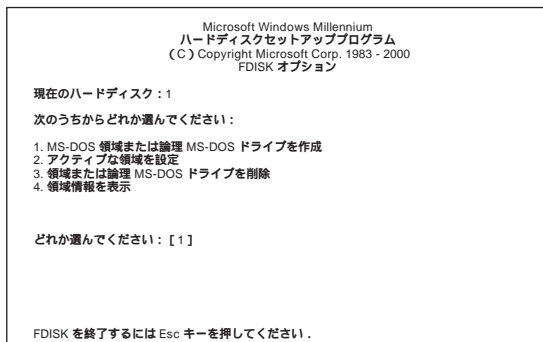 Microsoft Windows Millennium
ハードディスクセットアッププログラム
(C) Copyright Microsoft Corp. 1983 - 2000
FDISK オプション
現在のハードディスク：1
次のうちからどれか選んでください：
1. MS-DOS 領域または論理 MS-DOS ドライブを作成
2. アクティブな領域を設定
3. 領域または論理 MS-DOS ドライブを削除
4. 領域情報を表示
どれか選んでください：[ 1 ]
FDISK を終了するには Esc キーを押してください．